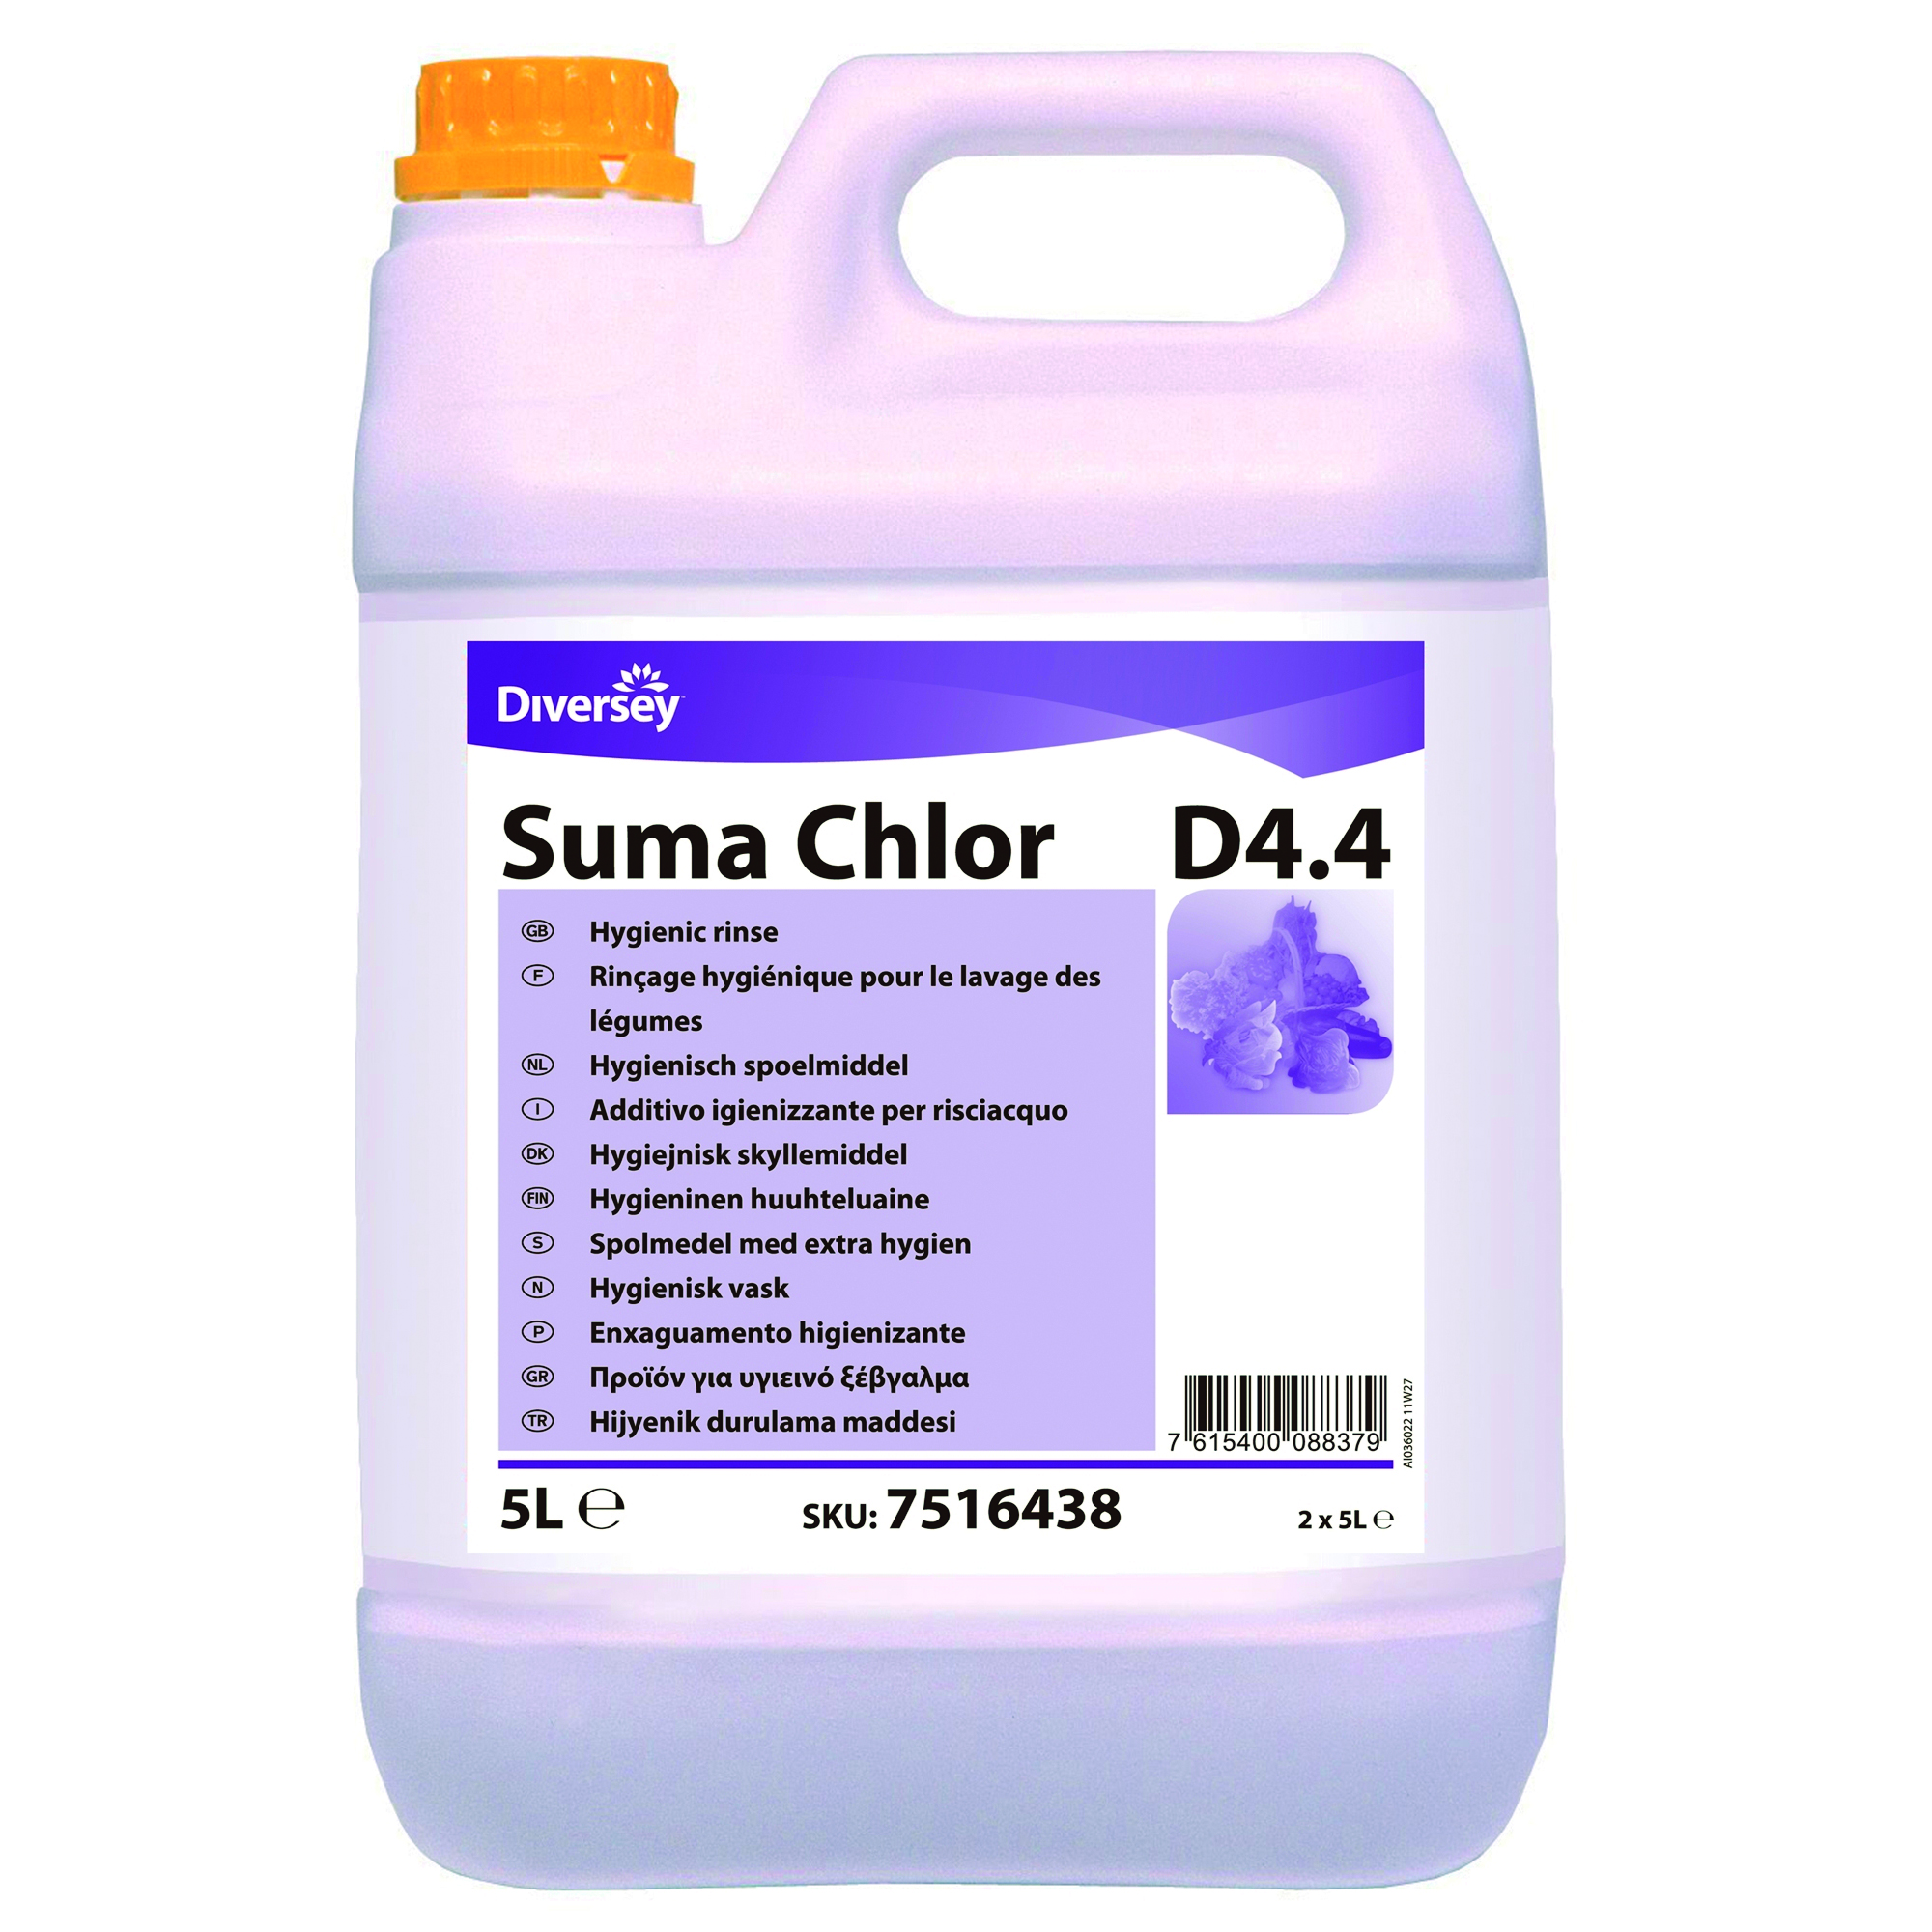 Diversey™
Suma Chlor D4.4
GB Hygienic rinse
F Rinçage hygiénique pour le lavage des
légumes
NL Hygienisch spoelmiddel
I Additivo igienizzante per risciacquo
DK Hygiejnisk skyllemiddel
FIN Hygieninen huuhteluaine
S Spolmedel med extra hygien
N Hygienisk vask
P Enxaguamento higienizante
GR Προϊόν για υγιεινό ξέβγαλμα
TR Hijyenik durulama maddesi
7 615400 088379
AI036022 11W27
5L ℮ SKU: 7516438 2 x 5L ℮